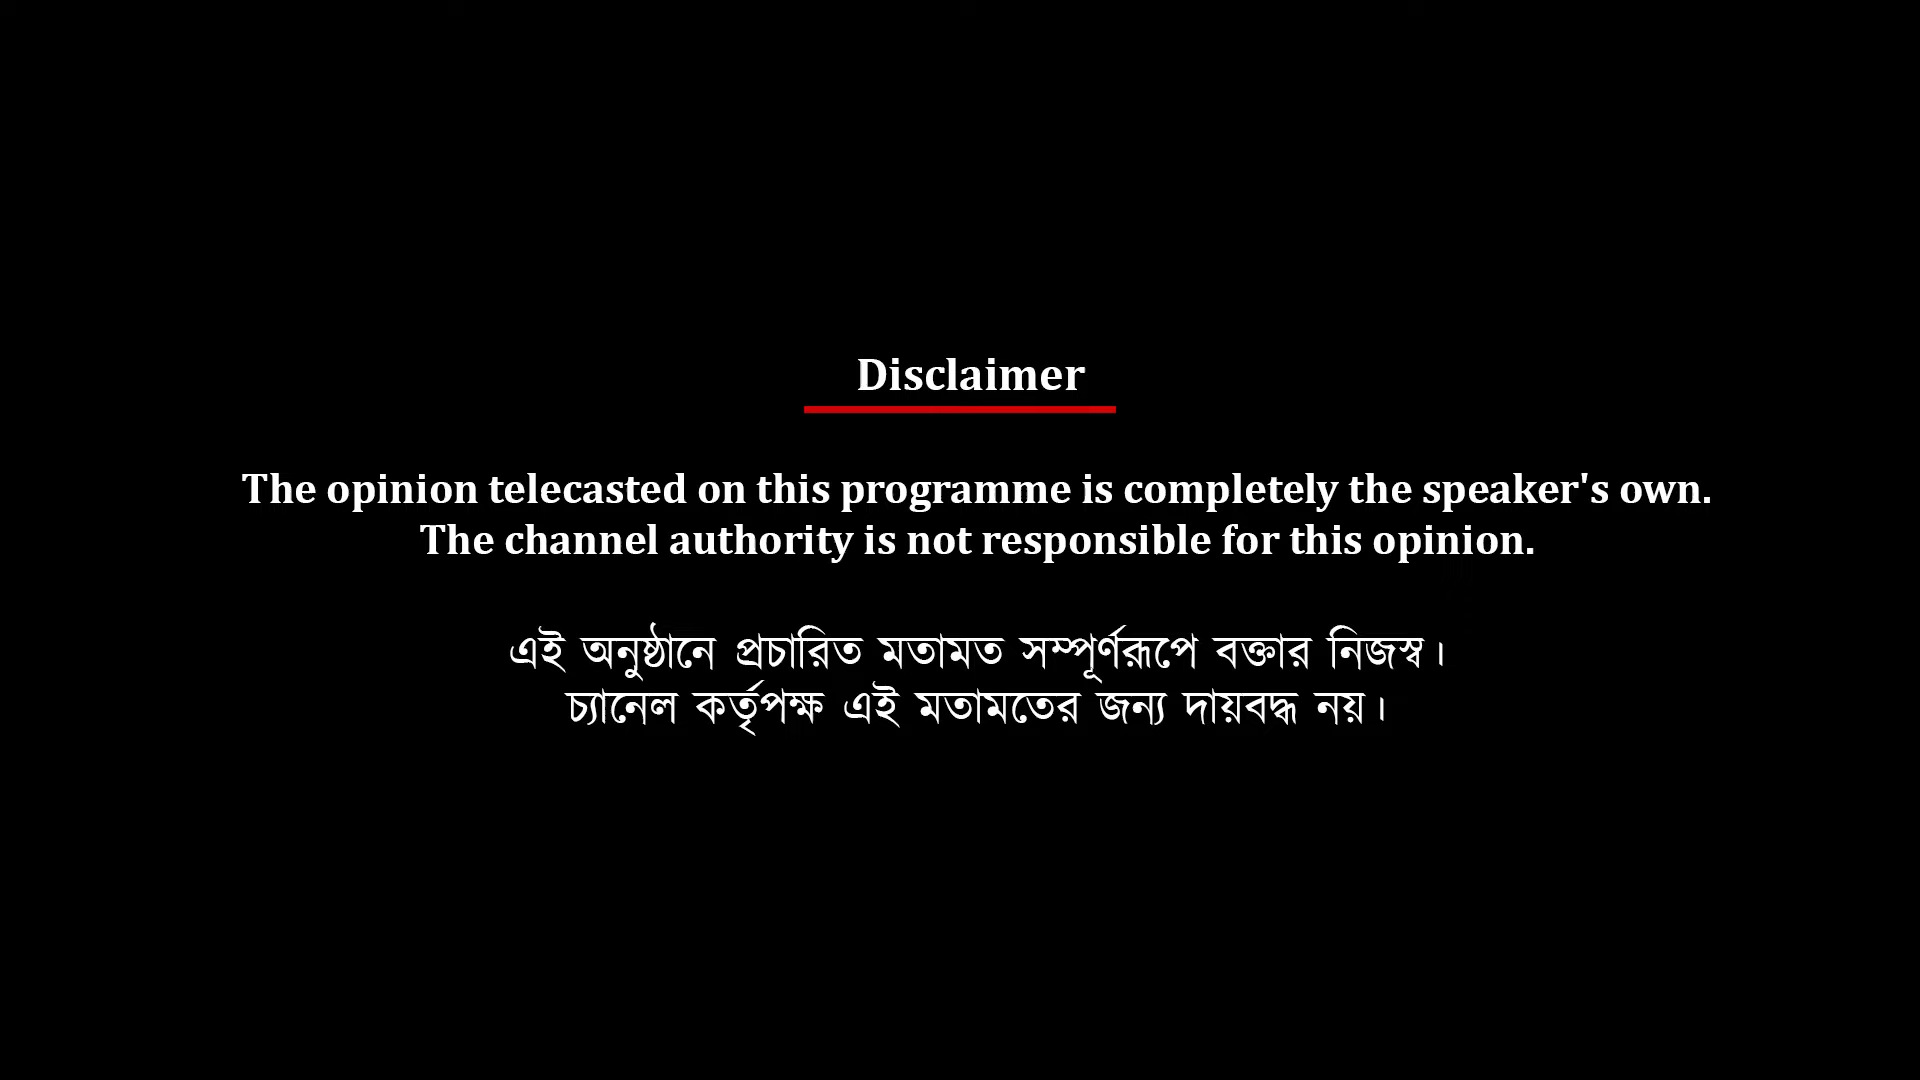 Disclaimer
The opinion telecasted on this programme is completely the speaker's own.
The channel authority is not responsible for this opinion.
এই অনুষ্ঠানে প্রচারিত মতামত সম্পূর্ণরূপে বক্তার নিজস্ব।
চ্যানেল কর্তৃপক্ষ এই মতামতের জন্য দায়বদ্ধ নয়।